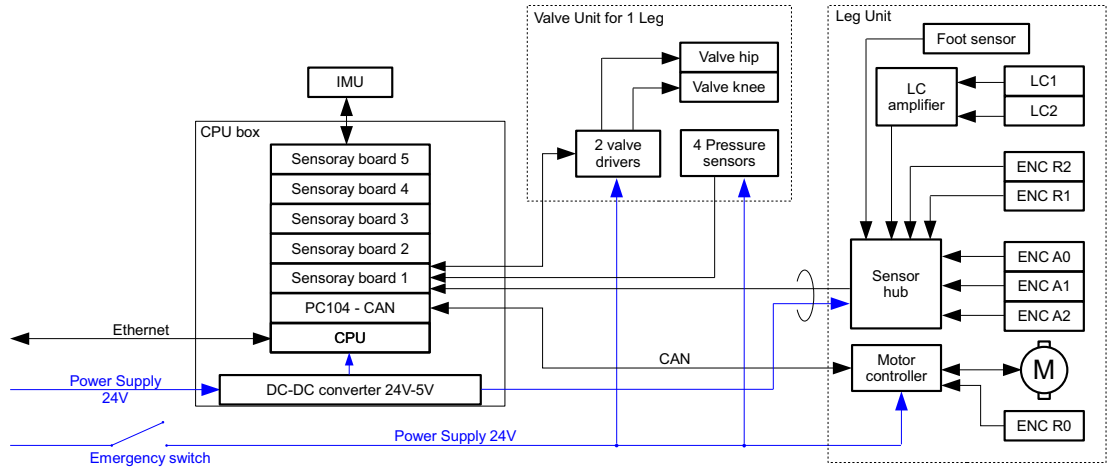 Valve Unit for 1 Leg
Leg Unit
Foot sensor
Valve hip
Valve knee
IMU
LC
amplifier
LC1
LC2
CPU box
2 valve
drivers
4 Pressure
sensors
Sensoray board 5
Sensoray board 4
Sensoray board 3
Sensoray board 2
Sensoray board 1
PC104 - CAN
CPU
ENC R2
ENC R1
Sensor
hub
ENC A0
ENC A1
ENC A2
Ethernet
CAN
Motor
controller
M
ENC R0
Power Supply
24V
DC-DC converter 24V-5V
Power Supply 24V
Emergency switch